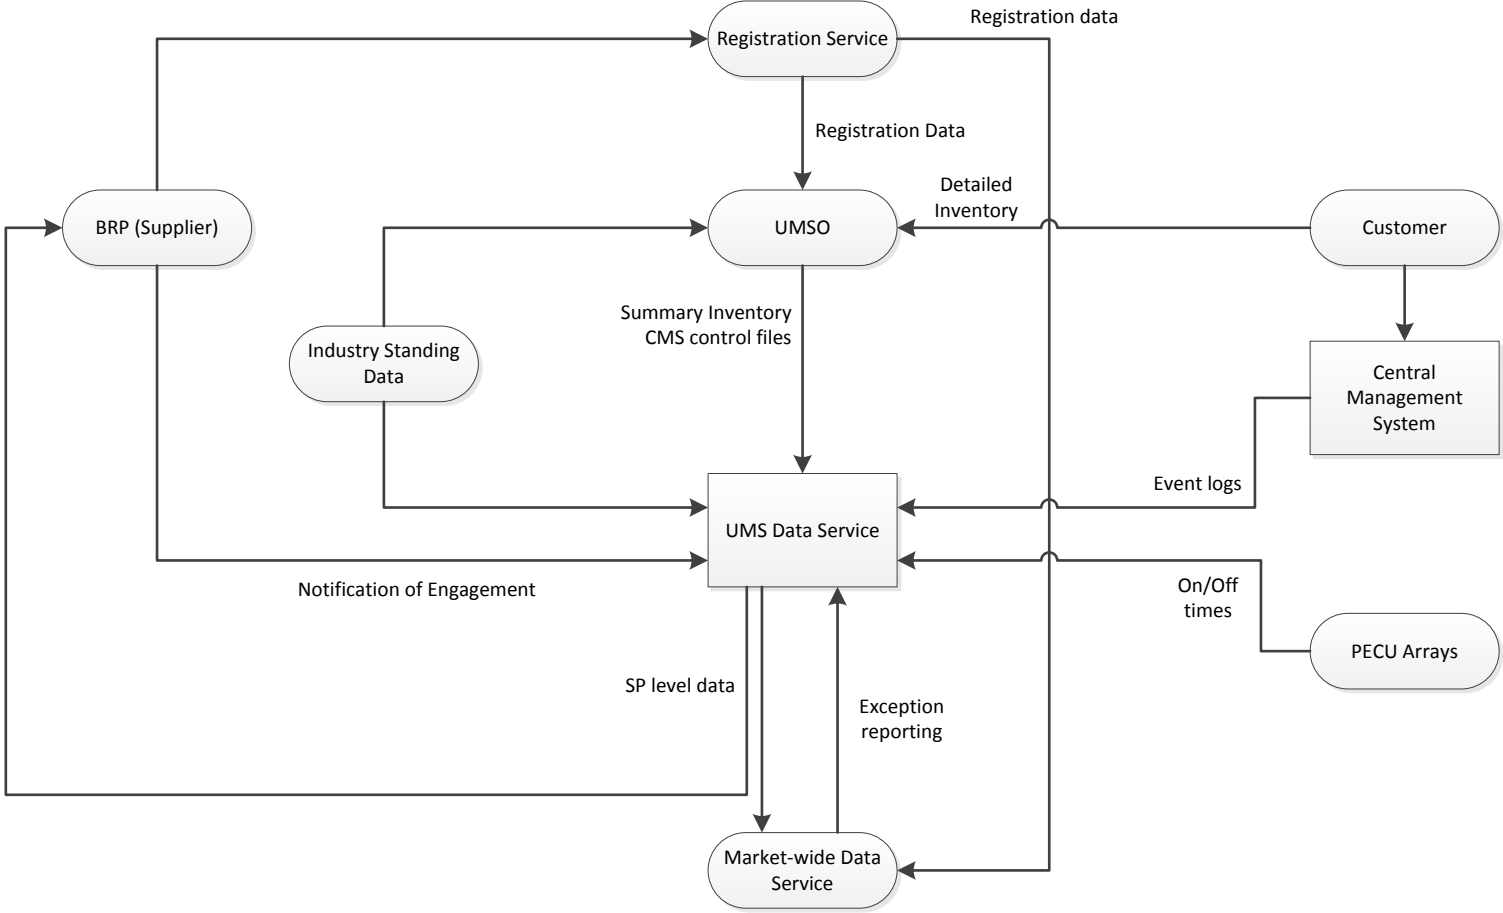 Registration data
Registration Service
Registration Data
Detailed
Inventory
BRP (Supplier)
UMSO
Customer
Summary Inventory
CMS control files
Industry Standing
Data
Central
Management
System
Event logs
UMS Data Service
Notification of Engagement
On/Off
times
PECU Arrays
SP level data
Exception
reporting
Market-wide Data
Service